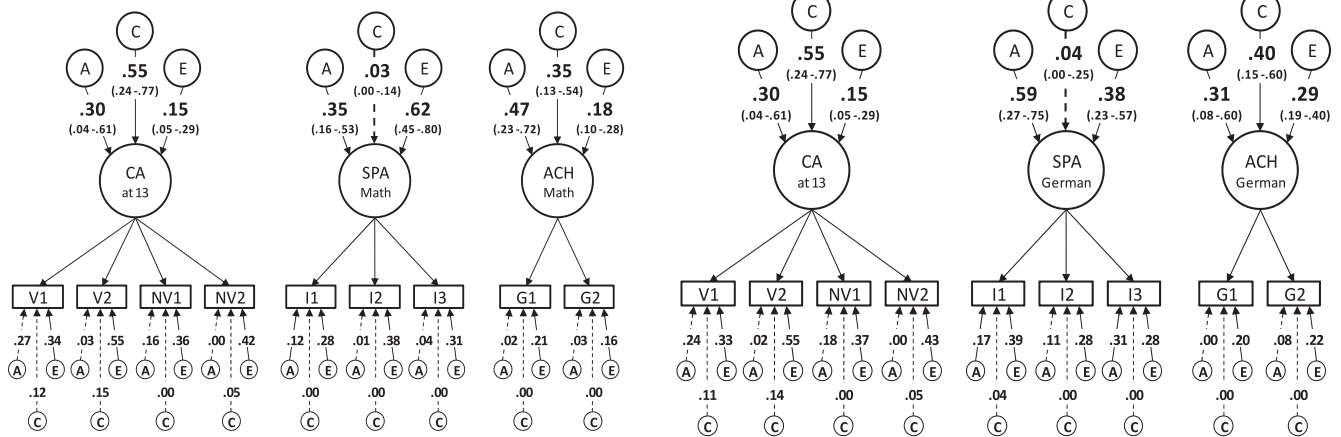 C C C
A E A E A E
.55 .03 .35
(.24 -.77) (.00 -.14) (.13 -.54)
.30 .15 .35 .62 .47 .18
(.04 -.61) (.05 -.29) (.16 -.53) (.45 -.80) (.23 -.72) (.10 -.28)
CA SPA ACH
at 13 Math Math
V1 V2 NV1 NV2 I1 I2 I3 G1 G2
.27 .34 .03 .55 .16 .36 .00 .42 .12 .28 .01 .38 .04 .31 .02 .21 .03 .16
A E A E A E A E A E A E A E A E A E
.12 .15 .00 .05 .00 .00 .00 .00 .00
C C C C C C C C C
C C C
A E A E A E
.55 .04 .40
(.24 -.77) (.00 -.25) (.15 -.60)
.30 .15 .59 .38 .31 .29
(.04 -.61) (.05 -.29) (.27 -.75) (.23 -.57) (.08 -.60) (.19 -.40)
CA SPA ACH
at 13 German German
V1 V2 NV1 NV2 I1 I2 I3 G1 G2
.24 .33 .02 .55 .18 .37 .00 .43 .17 .39 .11 .28 .31 .28 .00 .20 .08 .22
A E A E A E A E A E A E A E A E A E
.11 .14 .00 .05 .04 .00 .00 .00 .00
C C C C C C C C C